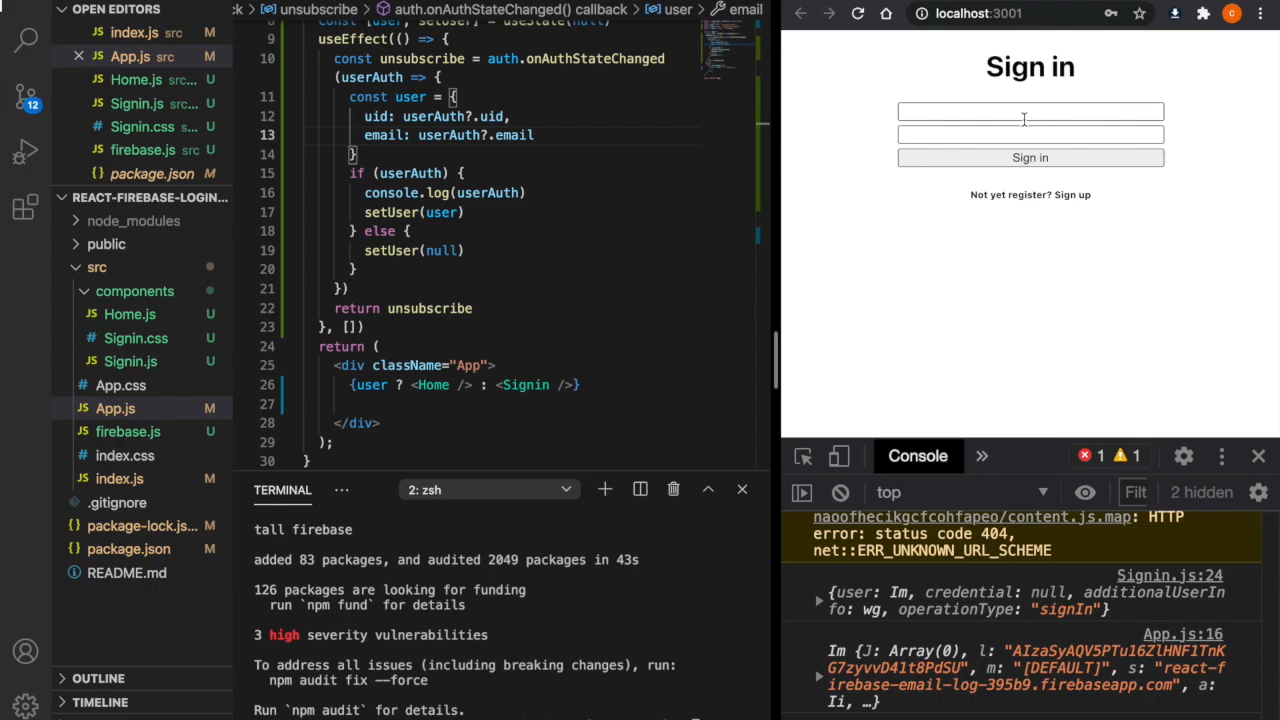 OPEN EDITORS
index.js src M
App.js src M
Home.js src... U
Signin.js src... U
Signin.css s... U
firebase.js src U
package.json M
12
REACT-FIREBASE-LOGIN...
node_modules
public
src
components
Home.js U
Signin.css U
Signin.js U
App.css
App.js M
firebase.js U
index.css
index.js M
.gitignore
package-lock.js... M
package.json M
README.md
OUTLINE
TIMELINE
ck > unsubscribe > auth.onAuthStateChanged() callback > user > email
8 const [user, setUser] = useState(null)
9 useEffect(() => {
10 const unsubscribe = auth.onAuthStateChanged
(userAuth => {
11 const user = {
12 uid: userAuth?.uid,
13 email: userAuth?.email
14 }
15 if (userAuth) {
16 console.log(userAuth)
17 setUser(user)
18 } else {
19 setUser(null)
20 }
21 })
22 return unsubscribe
23 }, [])
24 return (
25 <div className="App">
26 {user ? <Home /> : <Signin />}
27
28 </div>
29 );
30 }
TERMINAL ... 2: zsh
tall firebase
added 83 packages, and audited 2049 packages in 43s
126 packages are looking for funding
run `npm fund` for details
3 high severity vulnerabilities
To address all issues (including breaking changes), run:
npm audit fix --force
Run `npm audit` for details.
localhost:3001
C
Sign in
Sign in
Not yet register? Sign up
Console » 1 1
top Filt 2 hidden
naoofhecikgcfcohfapeo/content.js.map: HTTP
error: status code 404,
net::ERR_UNKNOWN_URL_SCHEME
Signin.js:24
{user: Im, credential: null, additionalUserIn
fo: wg, operationType: "signIn"}
App.js:16
Im {J: Array(0), l: "AIzaSyAQV5PTu16ZlHNF1TnK
G7zyvvD41t8PdSU", m: "[DEFAULT]", s: "react-f
irebase-email-log-395b9.firebaseapp.com", a:
Ii, …}